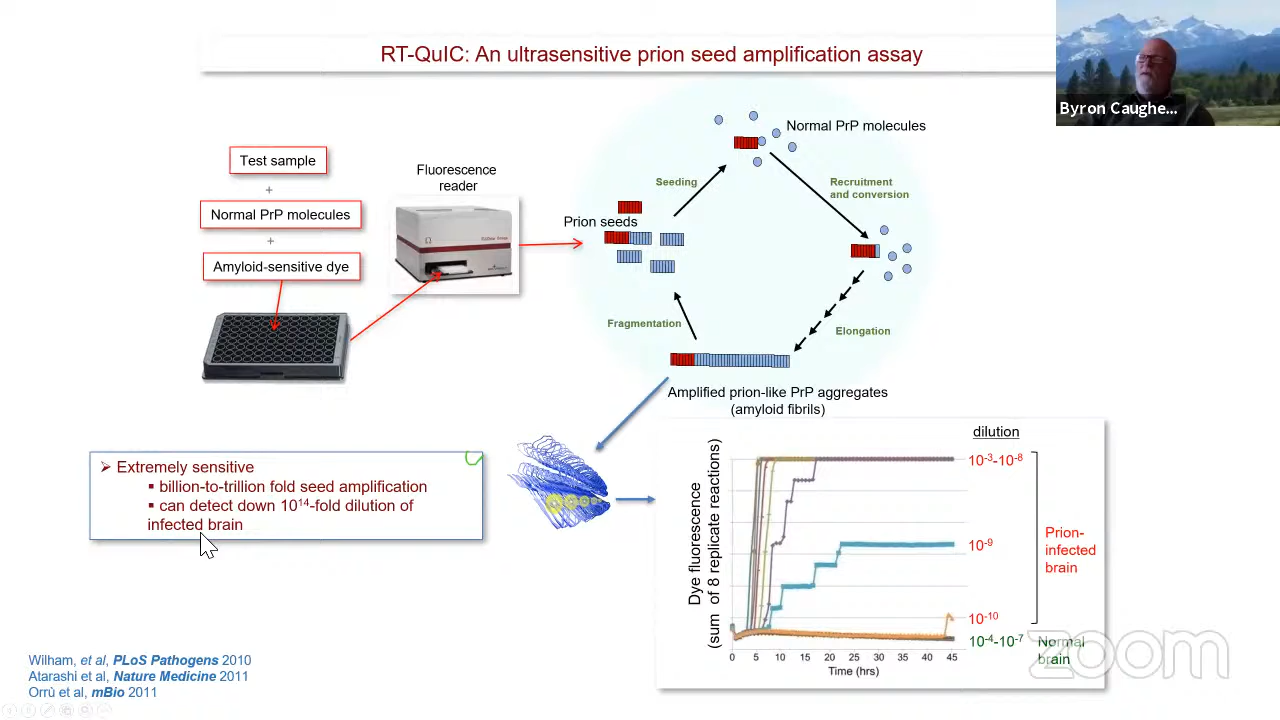 RT-QuIC: An ultrasensitive prion seed amplification assay
Byron Caughe...
Test sample
+
Normal PrP molecules
+
Amyloid-sensitive dye
Fluorescence
reader
Normal PrP molecules
Seeding
Recruitment
and conversion
Prion seeds
Fragmentation
Elongation
Amplified prion-like PrP aggregates
(amyloid fibrils)
➢ Extremely sensitive
▪ billion-to-trillion fold seed amplification
▪ can detect down 10¹⁴-fold dilution of
infected brain
Dye fluorescence
(sum of 8 replicate reactions)
dilution
10⁻³-10⁻⁸
10⁻⁹
10⁻¹⁰
10⁻⁴-10⁻⁷
Prion-
infected
brain
Normal
brain
0 5 10 15 20 25 30 35 40 45
Time (hrs)
Wilham, et al, PLoS Pathogens 2010
Atarashi et al, Nature Medicine 2011
Orrù et al, mBio 2011
zoom